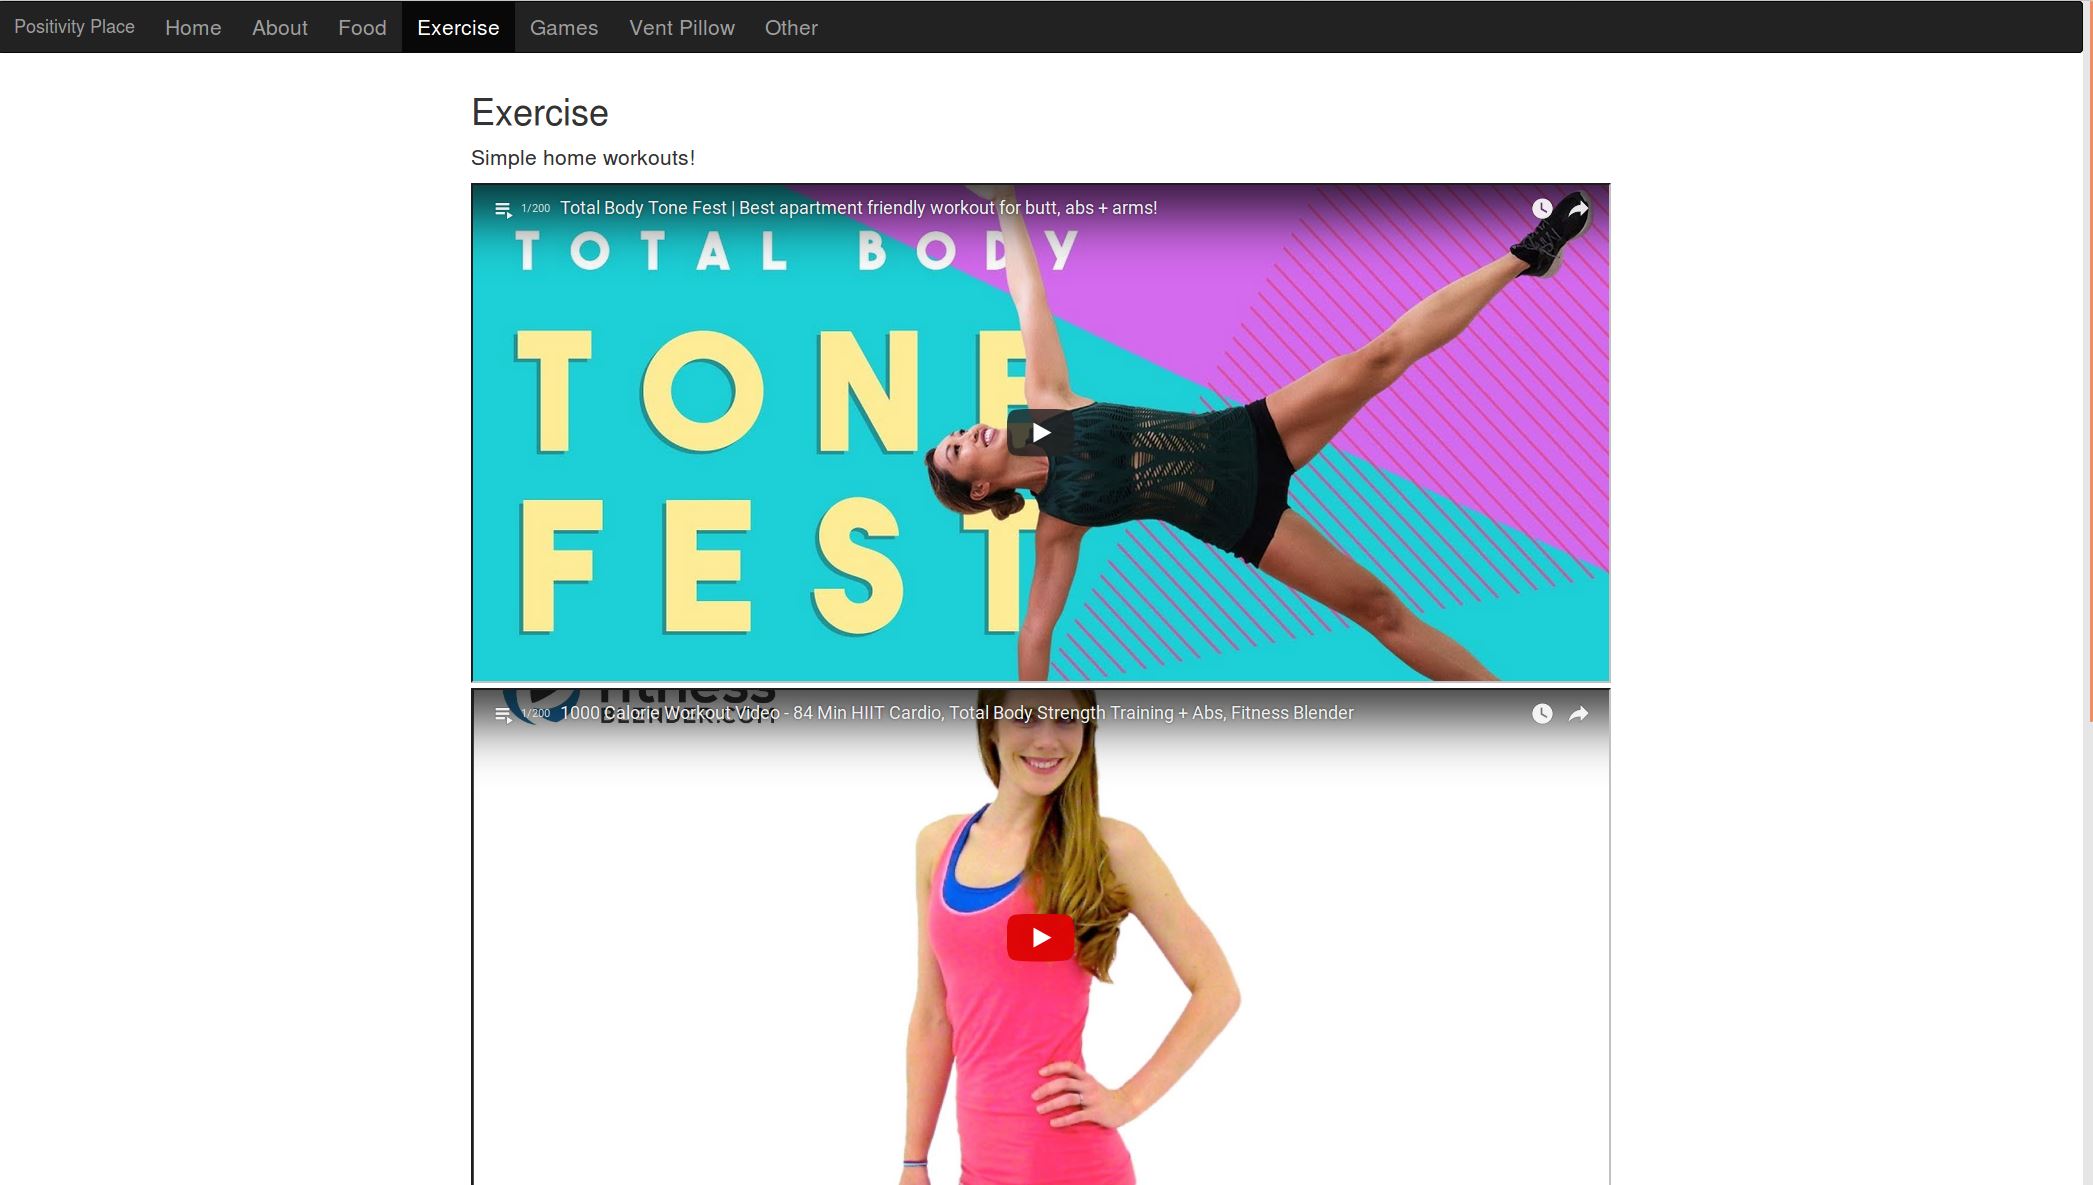 Positivity Place Home About Food Exercise Games Vent Pillow Other
Exercise
Simple home workouts!
1/200 Total Body Tone Fest | Best apartment friendly workout for butt, abs + arms!
TOTAL BODY
TONE
FEST
fitness
1/200 1000 Calorie Workout Video - 84 Min HIIT Cardio, Total Body Strength Training + Abs, Fitness Blender
BLENDER.COM